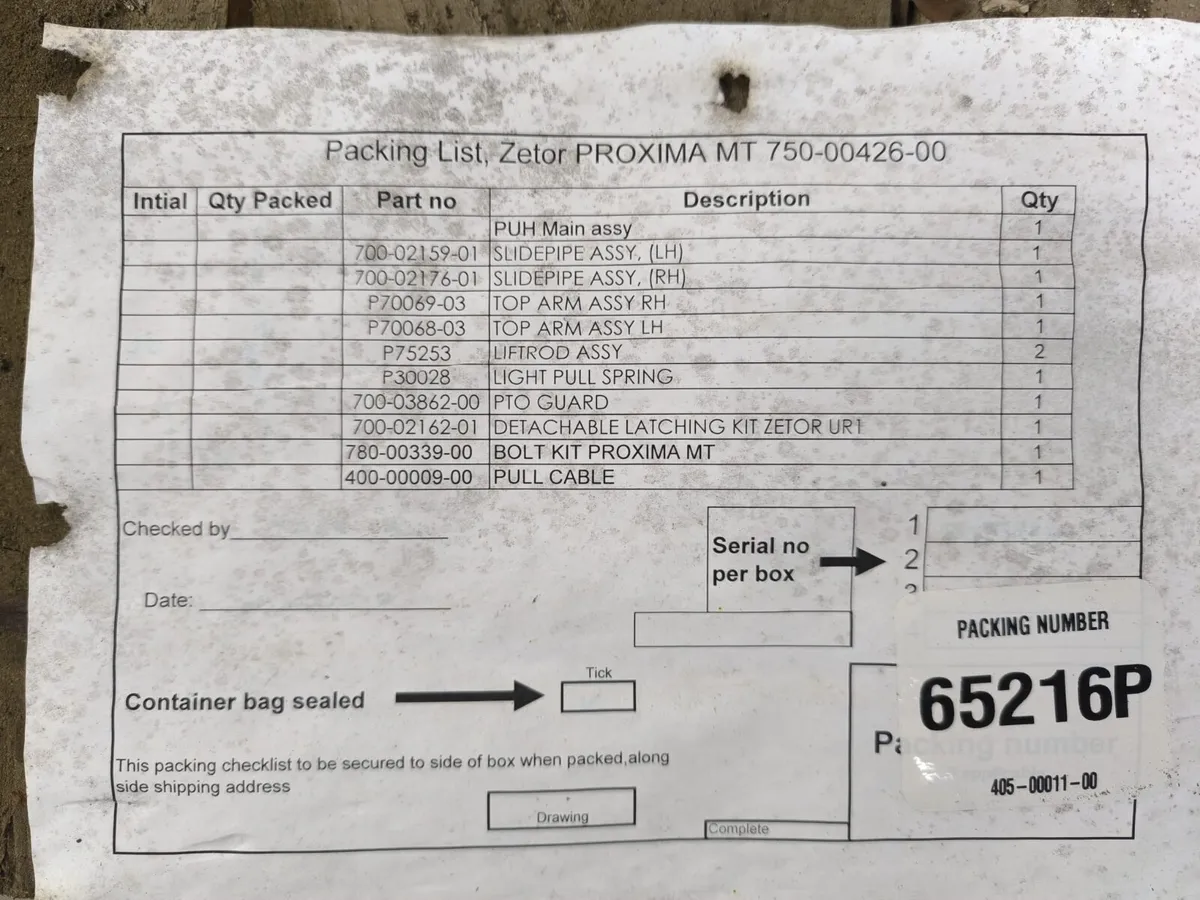 Packing List, Zetor PROXIMA MT 750-00426-00
Intial Qty Packed Part no Description Qty
PUH Main assy 1
700-02159-01 SLIDEPIPE ASSY, (LH) 1
700-02176-01 SLIDEPIPE ASSY, (RH) 1
P70069-03 TOP ARM ASSY RH 1
P70068-03 TOP ARM ASSY LH 1
P75253 LIFTROD ASSY 2
P30028 LIGHT PULL SPRING 1
700-03862-00 PTO GUARD 1
700-02162-01 DETACHABLE LATCHING KIT ZETOR UR1 1
780-00339-00 BOLT KIT PROXIMA MT 1
400-00009-00 PULL CABLE 1
Checked by
Date:
Serial no
per box
1
2
PACKING NUMBER
65216P
Packing number
405-00011-00
Tick
Container bag sealed
This packing checklist to be secured to side of box when packed,along
side shipping address
Drawing
Complete